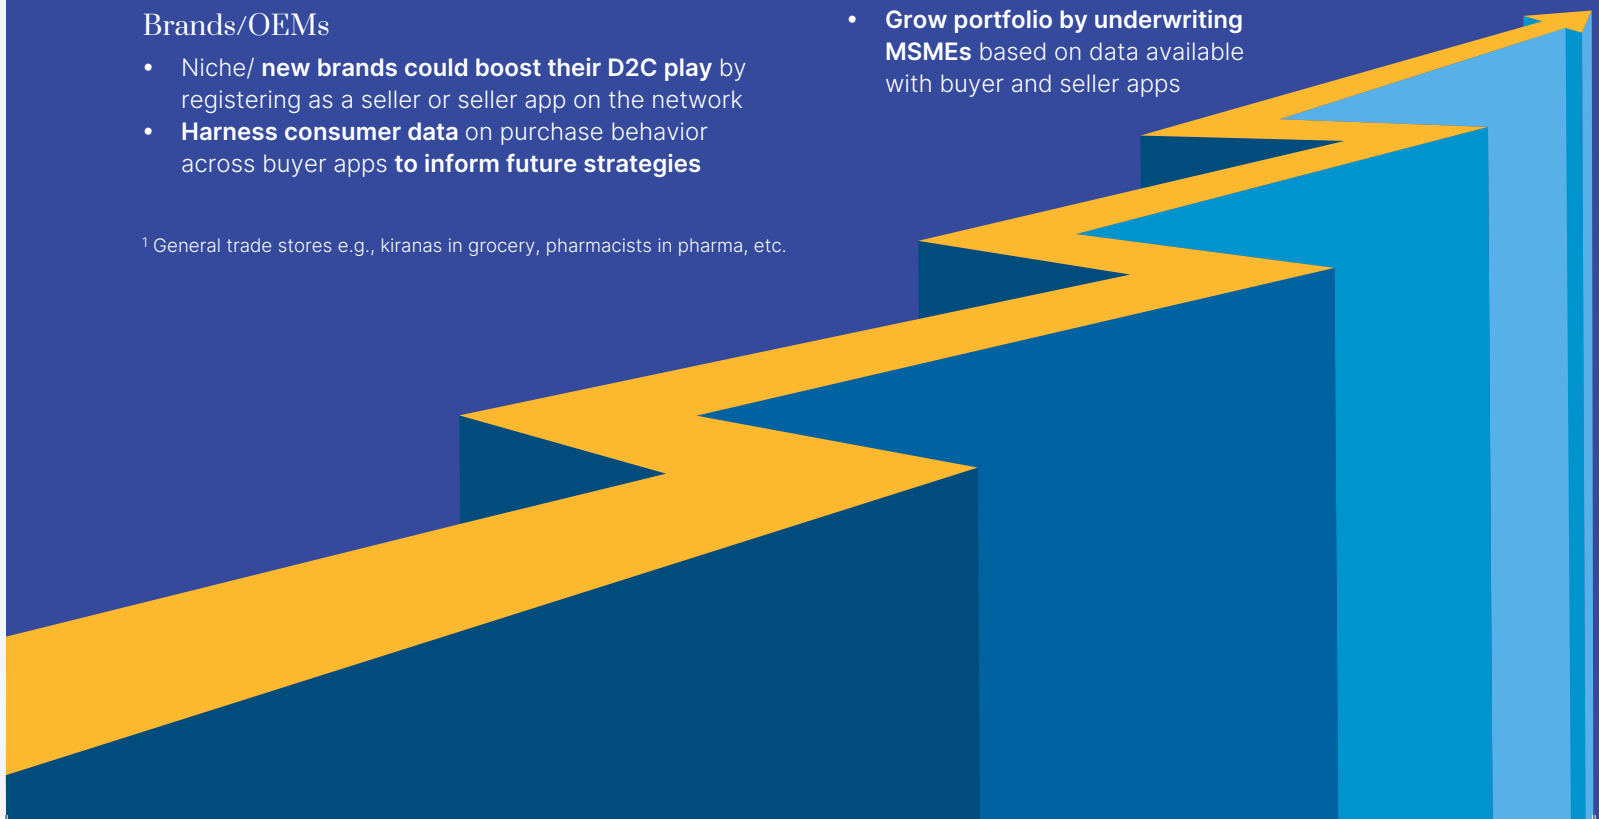 Brands/OEMs
• Niche/ new brands could boost their D2C play by
registering as a seller or seller app on the network
• Harness consumer data on purchase behavior
across buyer apps to inform future strategies
¹ General trade stores e.g., kiranas in grocery, pharmacists in pharma, etc.
• Grow portfolio by underwriting
MSMEs based on data available
with buyer and seller apps